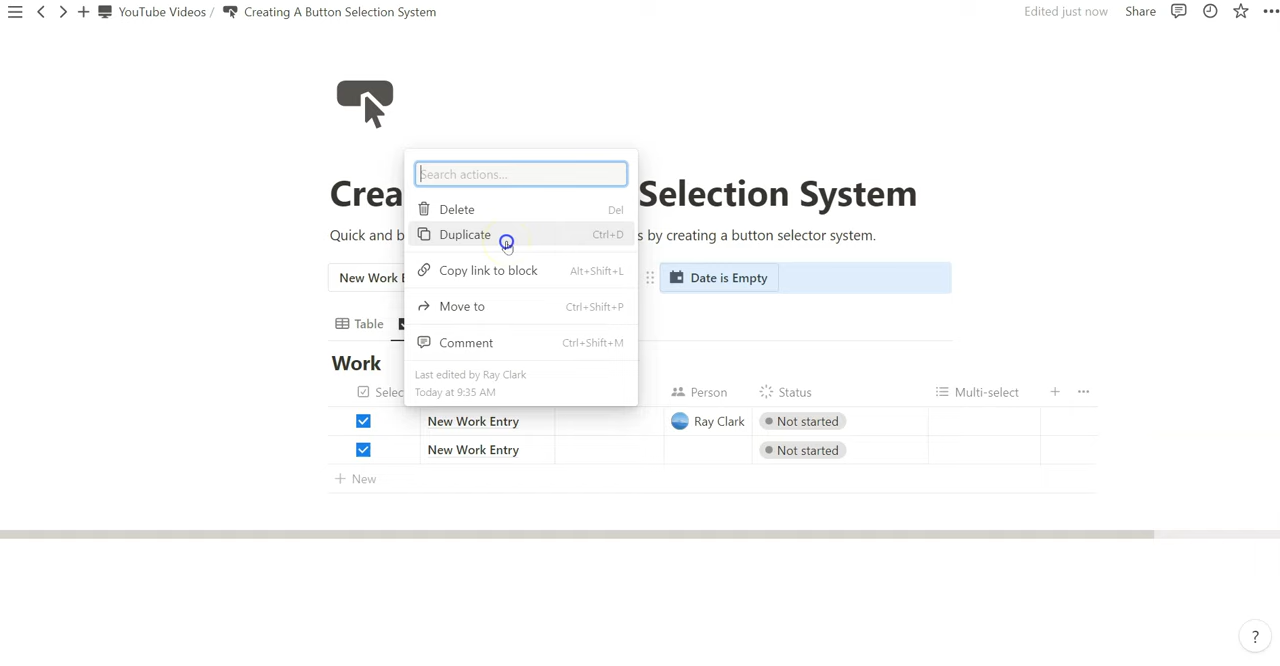 YouTube Videos / Creating A Button Selection System
Edited just now Share
Search actions...
Delete Del
Crea Selection System
Duplicate Ctrl+D
Quick and b s by creating a button selector system.
Copy link to block Alt+Shift+L
New Work E Date is Empty
Move to Ctrl+Shift+P
Table
Comment Ctrl+Shift+M
Work
Last edited by Ray Clark
Today at 9:35 AM
Selec Person Status Multi-select
New Work Entry Ray Clark Not started
New Work Entry Not started
+ New
?